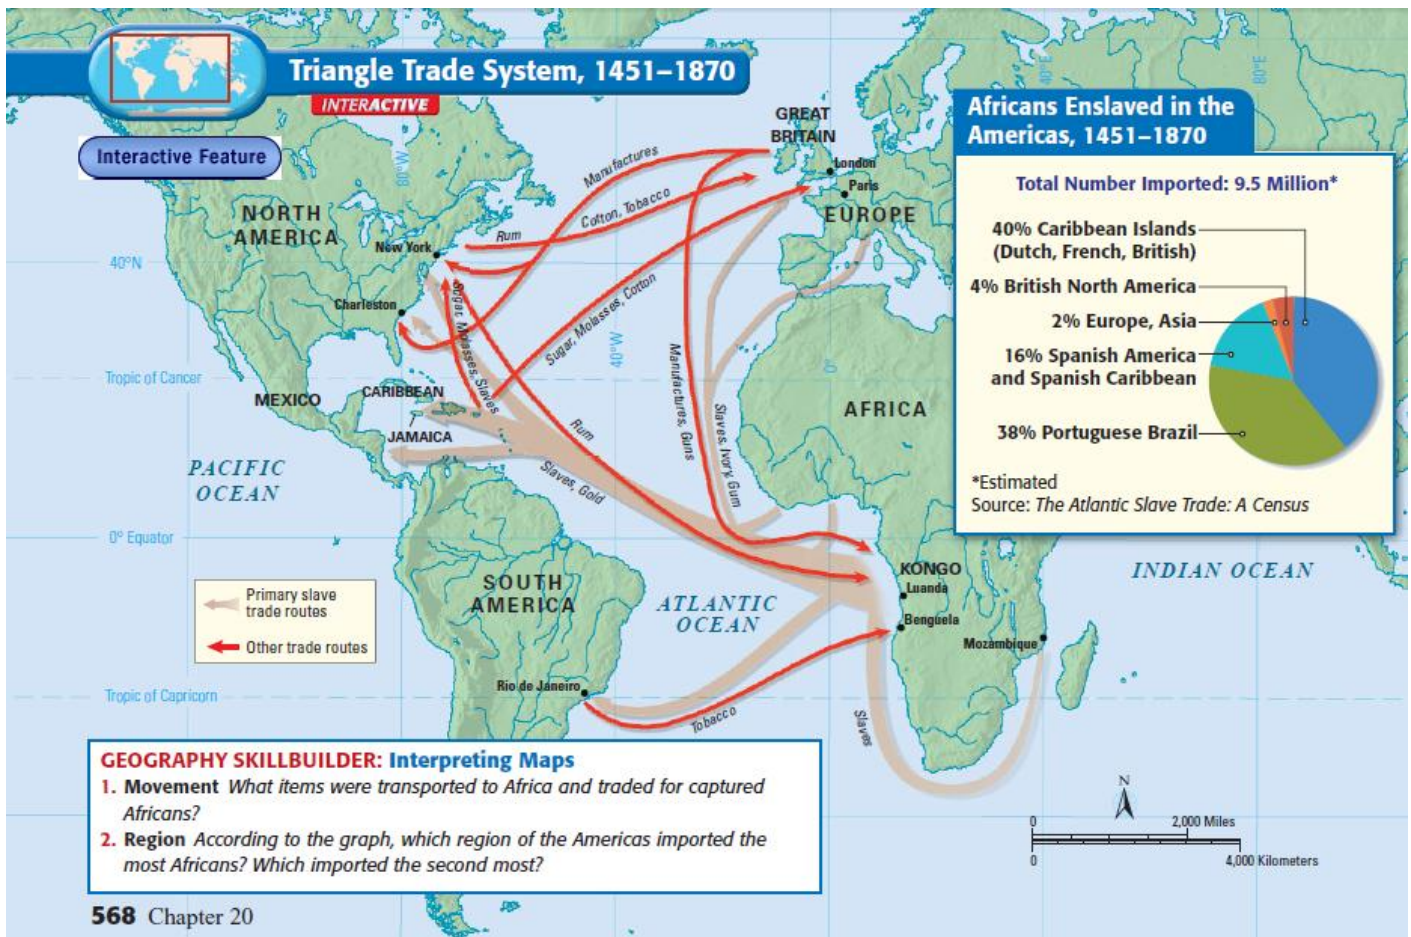 Triangle Trade System, 1451–1870
INTERACTIVE
Interactive Feature
Africans Enslaved in the
Americas, 1451–1870
Total Number Imported: 9.5 Million*
40% Caribbean Islands
(Dutch, French, British)
4% British North America
2% Europe, Asia
16% Spanish America
and Spanish Caribbean
38% Portuguese Brazil
*Estimated
Source: The Atlantic Slave Trade: A Census
80°W
40°W
0°
40°E
80°E
GREAT
BRITAIN
London
Paris
EUROPE
Manufactures
Cotton, Tobacco
Rum
NORTH
AMERICA
New York
40°N
Charleston
Sugar, Molasses, Slaves
Sugar, Molasses, Cotton
Manufactures, Guns
Slaves, Ivory, Gum
Tropic of Cancer
MEXICO
CARIBBEAN
JAMAICA
AFRICA
Rum
Slaves, Gold
PACIFIC
OCEAN
0° Equator
KONGO
Luanda
Benguela
Mozambique
INDIAN OCEAN
SOUTH
AMERICA
ATLANTIC
OCEAN
Primary slave
trade routes
Other trade routes
Tropic of Capricorn
Rio de Janeiro
Tobacco
Slaves
GEOGRAPHY SKILLBUILDER: Interpreting Maps
1. Movement What items were transported to Africa and traded for captured
Africans?
2. Region According to the graph, which region of the Americas imported the
most Africans? Which imported the second most?
N
0 2,000 Miles
0 4,000 Kilometers
568 Chapter 20